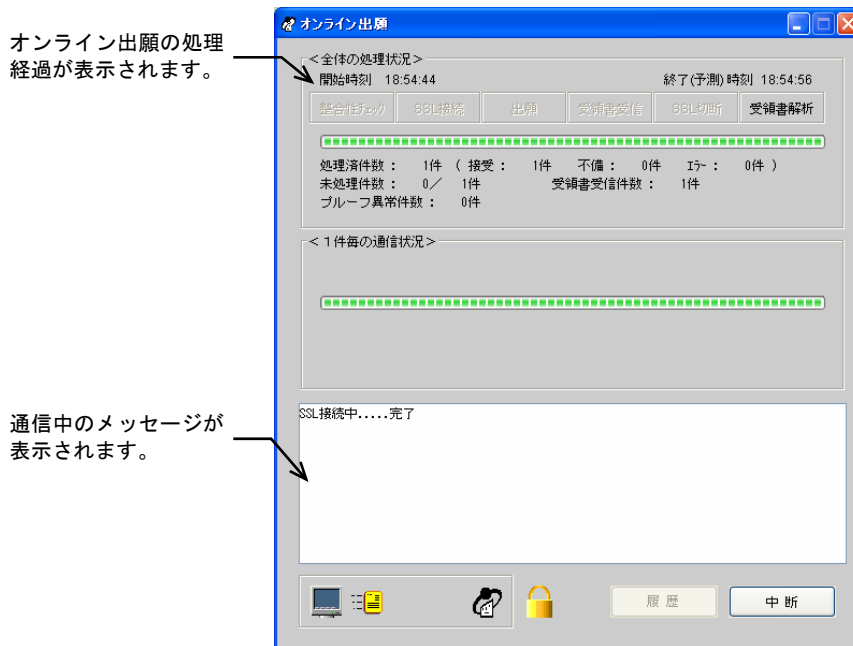 オンライン出願の処理
経過が表示されます。
オンライン出願
＜全体の処理状況＞
開始時刻 18:54:44 終了(予測)時刻 18:54:56
整合性ﾁｪｯｸ SSL接続 出願 受領書受信 SSL切断 受領書解析
処理済件数： 1件 （ 接受： 1件 不備： 0件 ｴﾗｰ： 0件 ）
未処理件数： 0／ 1件 受領書受信件数： 1件
プルーフ異常件数： 0件
＜１件毎の通信状況＞
通信中のメッセージが
表示されます。
SSL接続中.....完了
履 歴 中 断